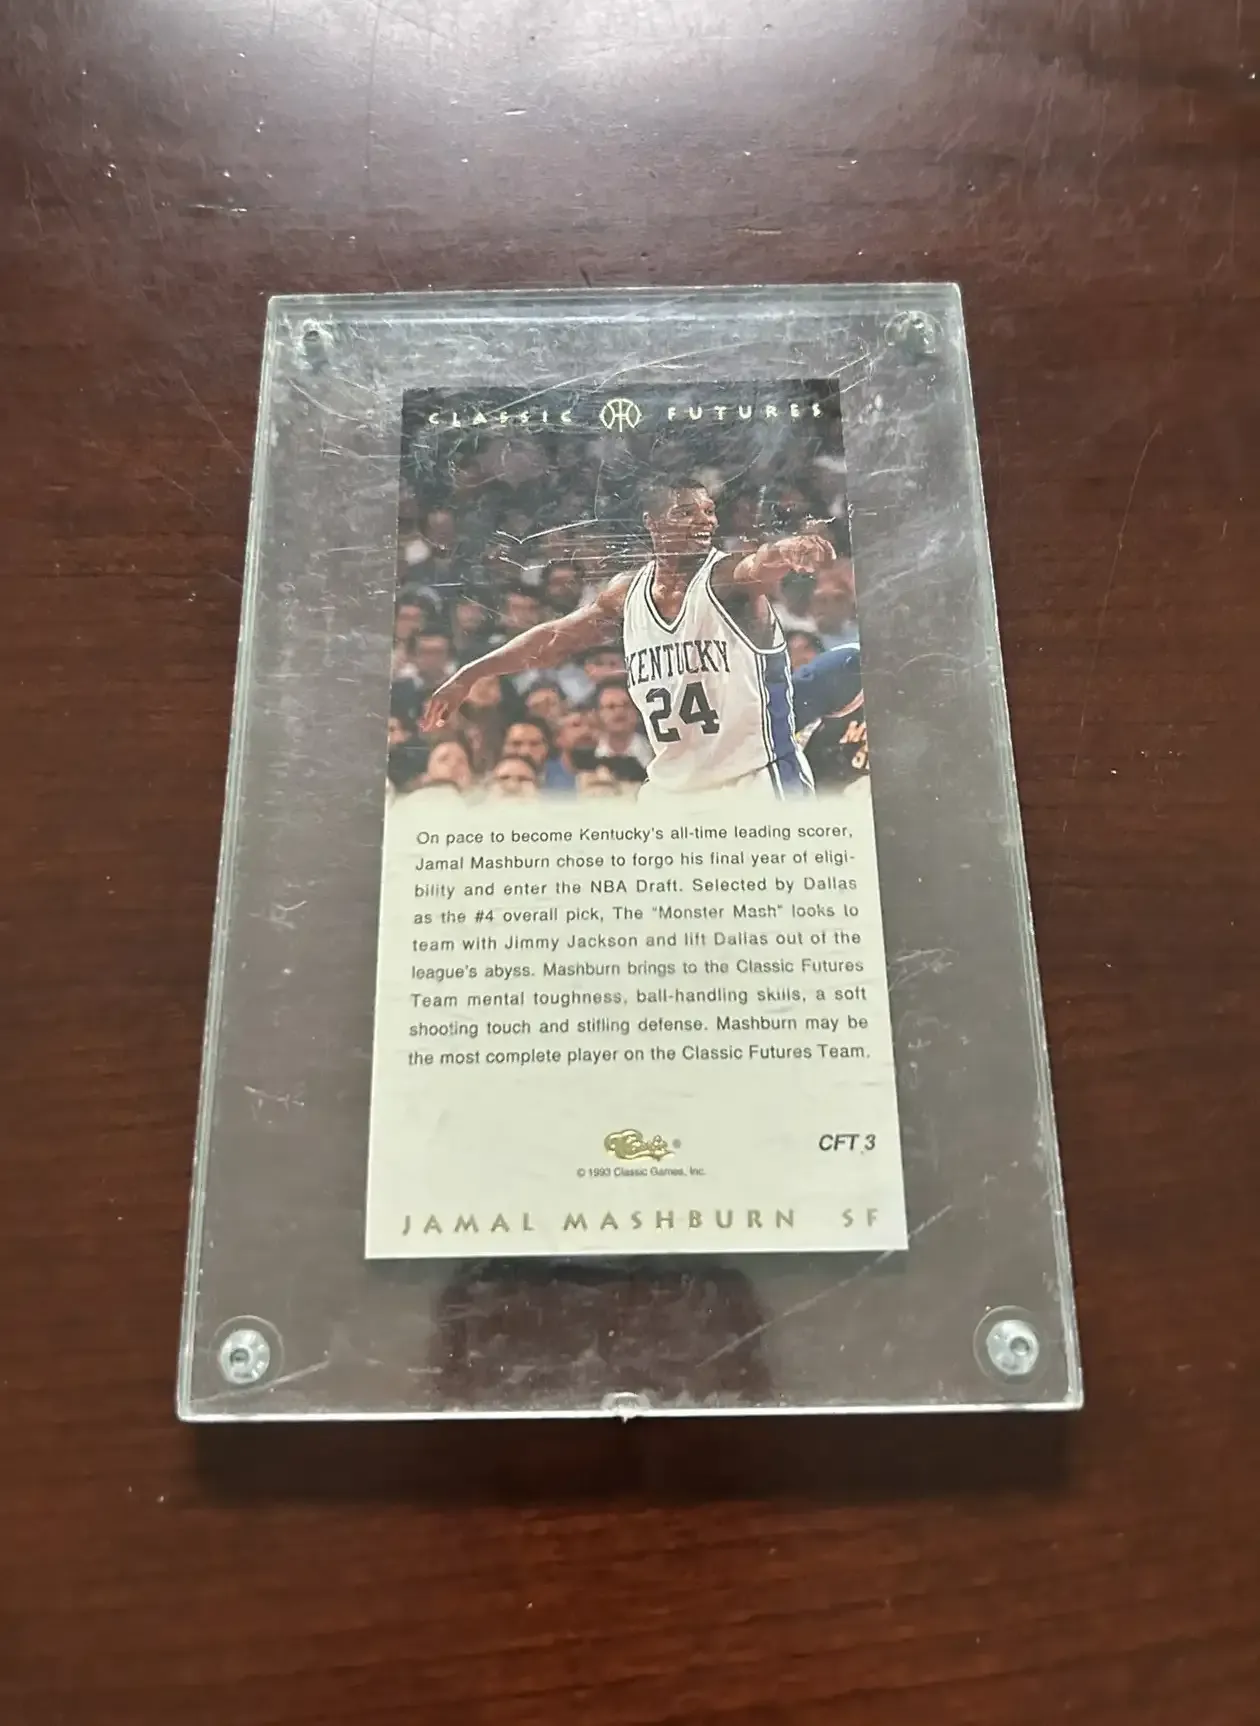 CLASSIC FUTURES
KENTUCKY
24
On pace to become Kentucky's all-time leading scorer,
Jamal Mashburn chose to forgo his final year of eligi-
bility and enter the NBA Draft. Selected by Dallas
as the #4 overall pick, The "Monster Mash" looks to
team with Jimmy Jackson and lift Dallas out of the
league's abyss. Mashburn brings to the Classic Futures
Team mental toughness, ball-handling skills, a soft
shooting touch and stifling defense. Mashburn may be
the most complete player on the Classic Futures Team.
Classic®
CFT 3
© 1993 Classic Games, Inc.
JAMAL MASHBURN SF